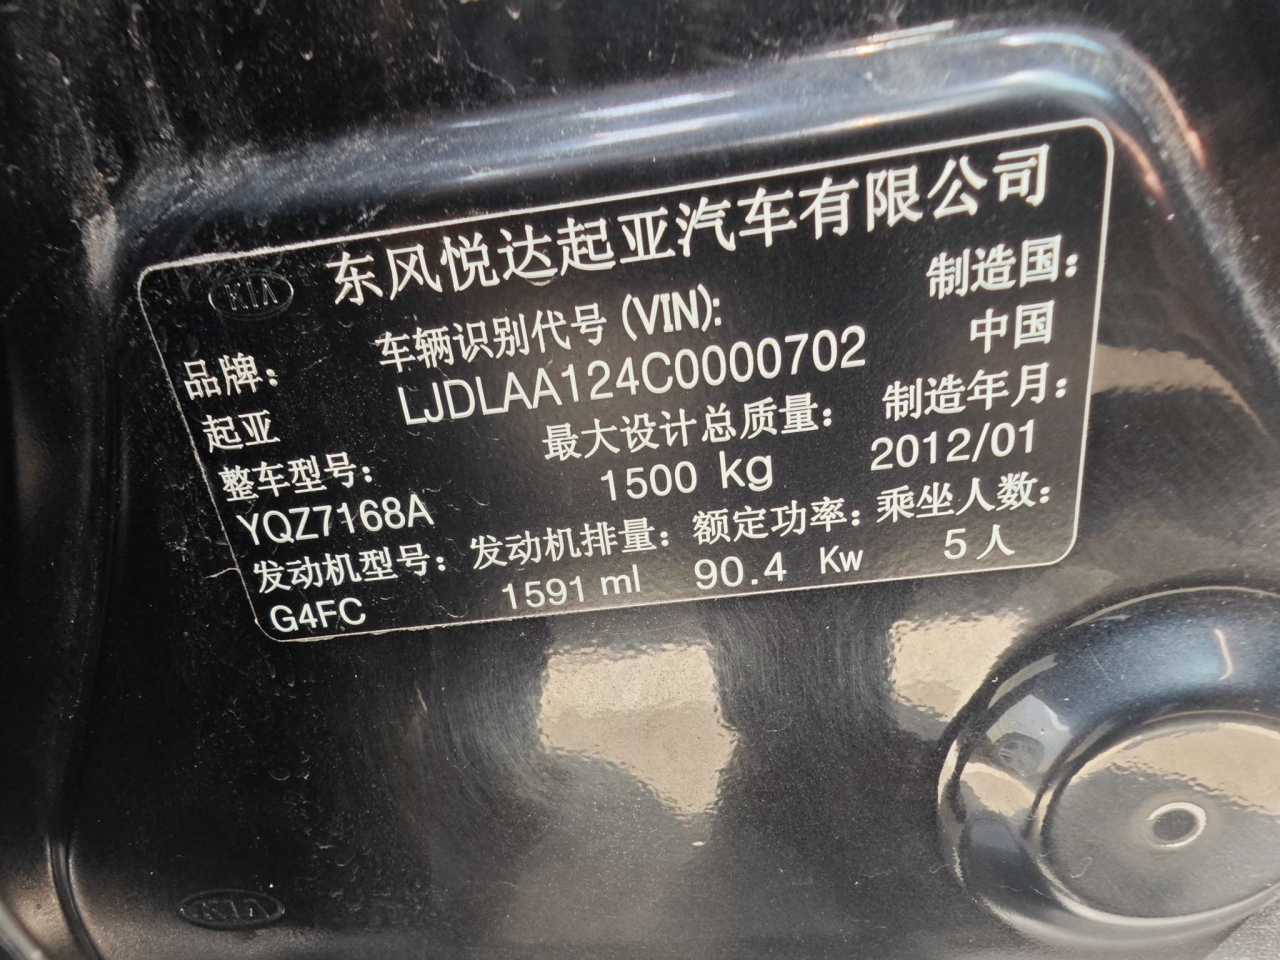 KIA 东风悦达起亚汽车有限公司
品牌: 车辆识别代号 (VIN): 制造国:
起亚 LJDLAA124C0000702 中国
整车型号: 最大设计总质量: 制造年月:
YQZ7168A 1500 kg 2012/01
发动机型号: 发动机排量: 额定功率: 乘坐人数:
G4FC 1591 ml 90.4 Kw 5人
KIA